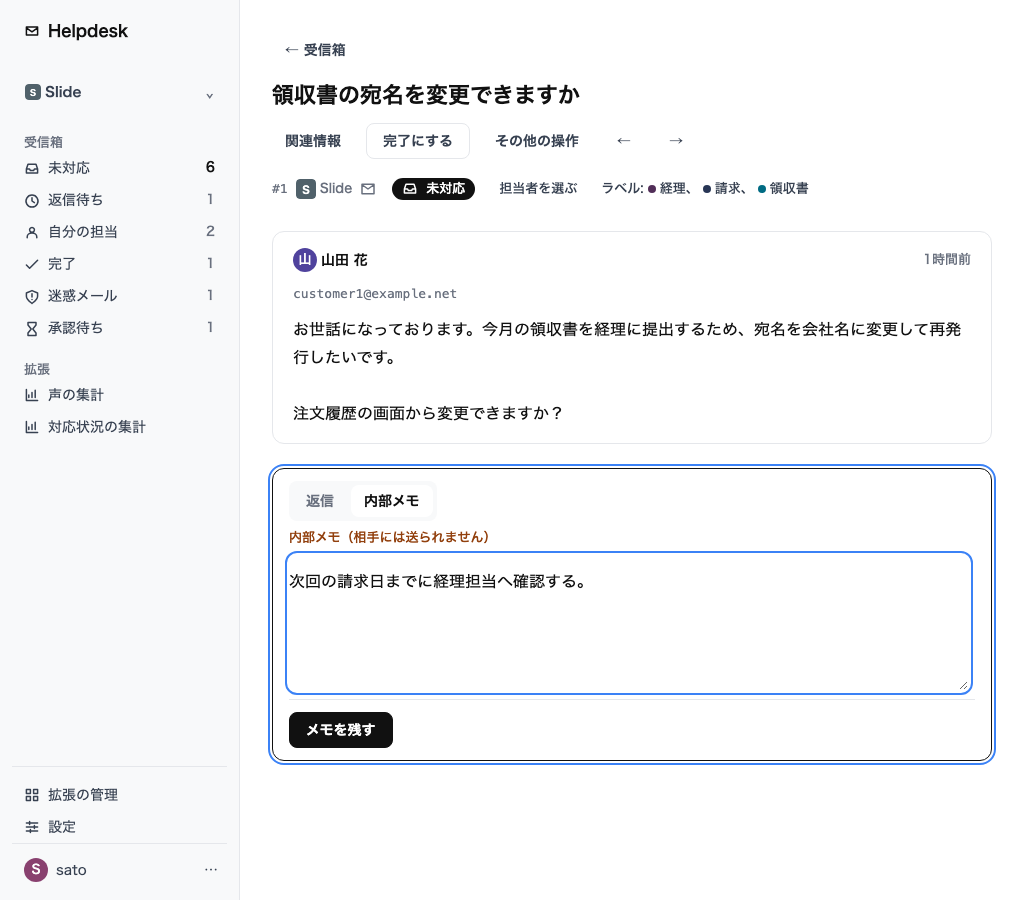 Helpdesk
S Slide
受信箱
未対応 6
返信待ち 1
自分の担当 2
完了 1
迷惑メール 1
承認待ち 1
拡張
声の集計
対応状況の集計
拡張の管理
設定
S sato ...
← 受信箱
領収書の宛名を変更できますか
関連情報 完了にする その他の操作 ← →
#1 S Slide 未対応 担当者を選ぶ ラベル: 経理、 請求、 領収書
山 山田 花 1時間前
customer1@example.net
お世話になっております。今月の領収書を経理に提出するため、宛名を会社名に変更して再発
行したいです。
注文履歴の画面から変更できますか？
返信 内部メモ
内部メモ（相手には送られません）
次回の請求日までに経理担当へ確認する。
メモを残す